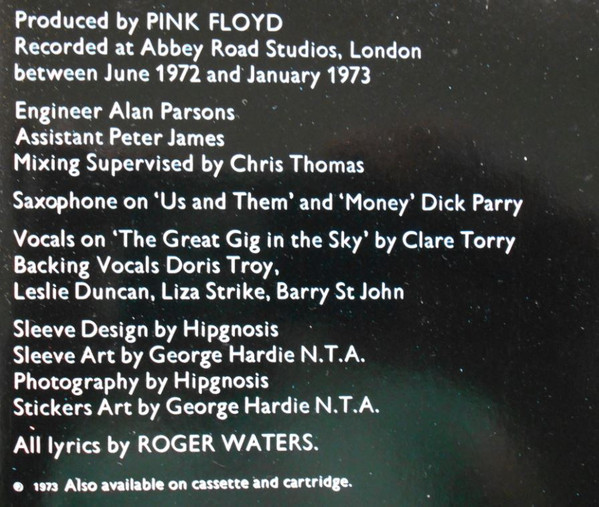 Produced by PINK FLOYD
Recorded at Abbey Road Studios, London
between June 1972 and January 1973
Engineer Alan Parsons
Assistant Peter James
Mixing Supervised by Chris Thomas
Saxophone on ‘Us and Them’ and ‘Money’ Dick Parry
Vocals on ‘The Great Gig in the Sky’ by Clare Torry
Backing Vocals Doris Troy,
Leslie Duncan, Liza Strike, Barry St John
Sleeve Design by Hipgnosis
Sleeve Art by George Hardie N.T.A.
Photography by Hipgnosis
Stickers Art by George Hardie N.T.A.
All lyrics by ROGER WATERS.
℗ 1973 Also available on cassette and cartridge.